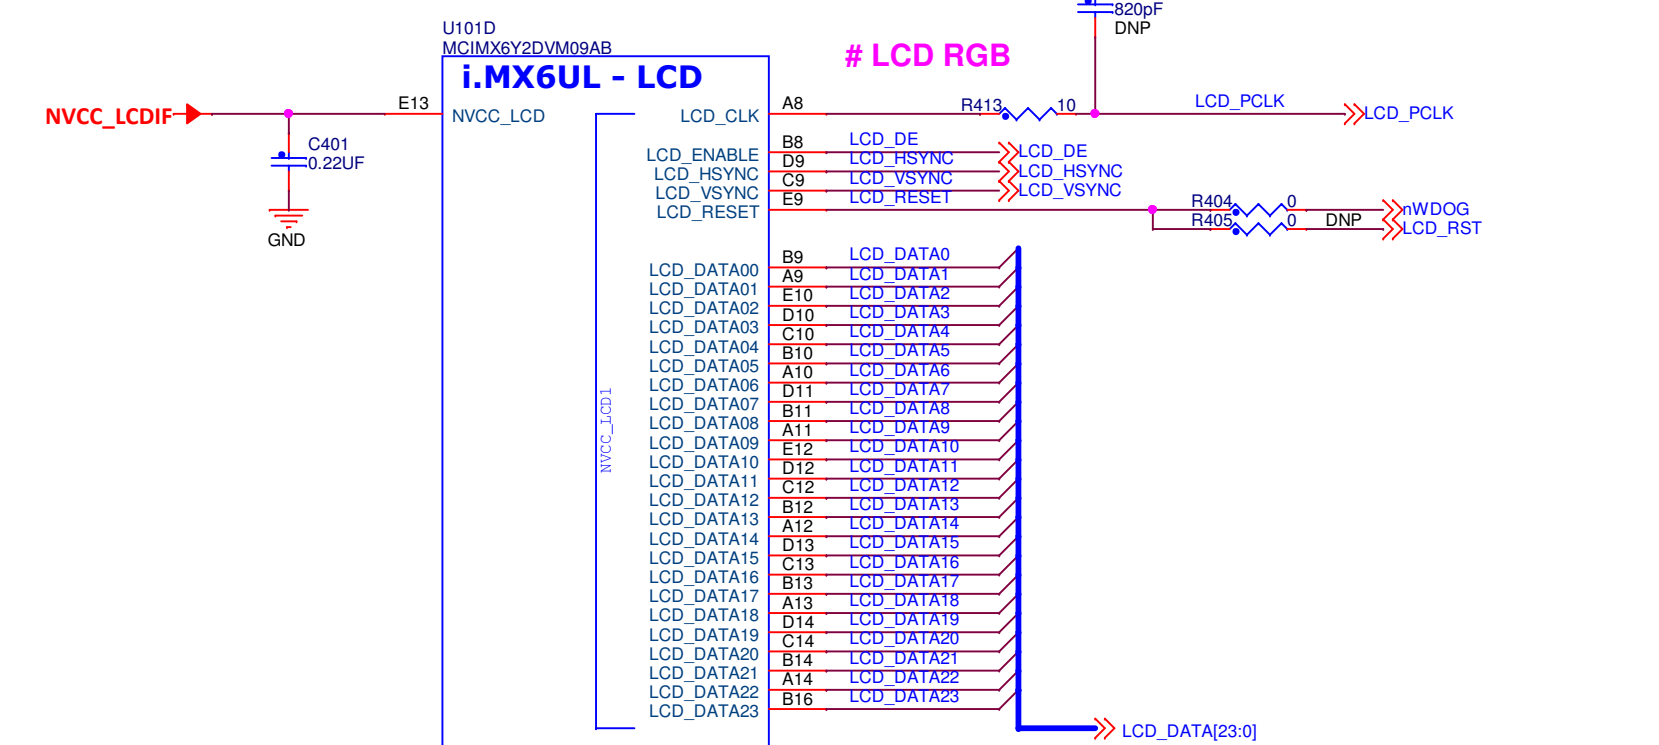 820pF
DNP
U101D
MCIMX6Y2DVM09AB
i.MX6UL - LCD
# LCD RGB
NVCC_LCDIF
E13
NVCC_LCD
C401
0.22UF
GND
NVCC_LCD1
LCD_CLK A8 R413 10 LCD_PCLK LCD_PCLK
LCD_ENABLE B8 LCD_DE LCD_DE
LCD_HSYNC D9 LCD_HSYNC LCD_HSYNC
LCD_VSYNC C9 LCD_VSYNC LCD_VSYNC
LCD_RESET E9 LCD_RESET R404 0 nWDOG
R405 0 DNP LCD_RST
LCD_DATA00 B9 LCD_DATA0
LCD_DATA01 A9 LCD_DATA1
LCD_DATA02 E10 LCD_DATA2
LCD_DATA03 D10 LCD_DATA3
LCD_DATA04 C10 LCD_DATA4
LCD_DATA05 B10 LCD_DATA5
LCD_DATA06 A10 LCD_DATA6
LCD_DATA07 D11 LCD_DATA7
LCD_DATA08 B11 LCD_DATA8
LCD_DATA09 A11 LCD_DATA9
LCD_DATA10 E12 LCD_DATA10
LCD_DATA11 D12 LCD_DATA11
LCD_DATA12 C12 LCD_DATA12
LCD_DATA13 B12 LCD_DATA13
LCD_DATA14 A12 LCD_DATA14
LCD_DATA15 D13 LCD_DATA15
LCD_DATA16 C13 LCD_DATA16
LCD_DATA17 B13 LCD_DATA17
LCD_DATA18 A13 LCD_DATA18
LCD_DATA19 D14 LCD_DATA19
LCD_DATA20 C14 LCD_DATA20
LCD_DATA21 B14 LCD_DATA21
LCD_DATA22 A14 LCD_DATA22
LCD_DATA23 B16 LCD_DATA23
LCD_DATA[23:0]